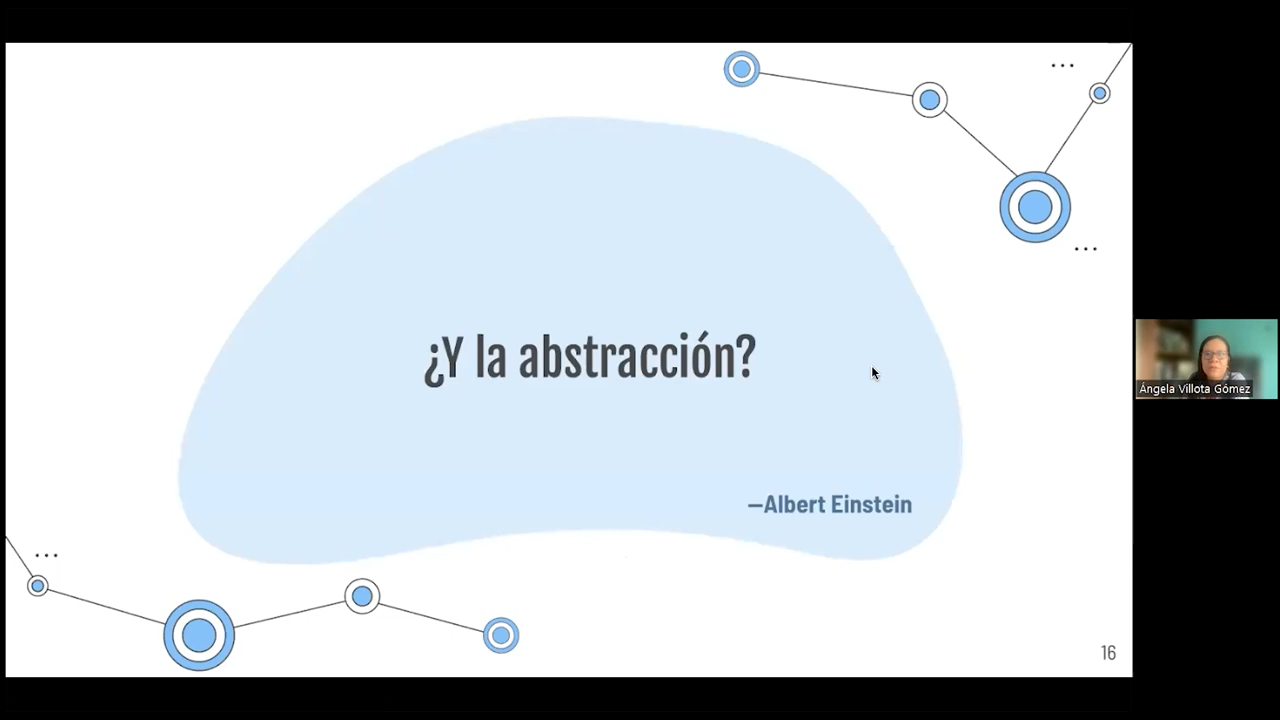 ...
¿Y la abstracción?
...
Ángela Villota Gómez
—Albert Einstein
...
16